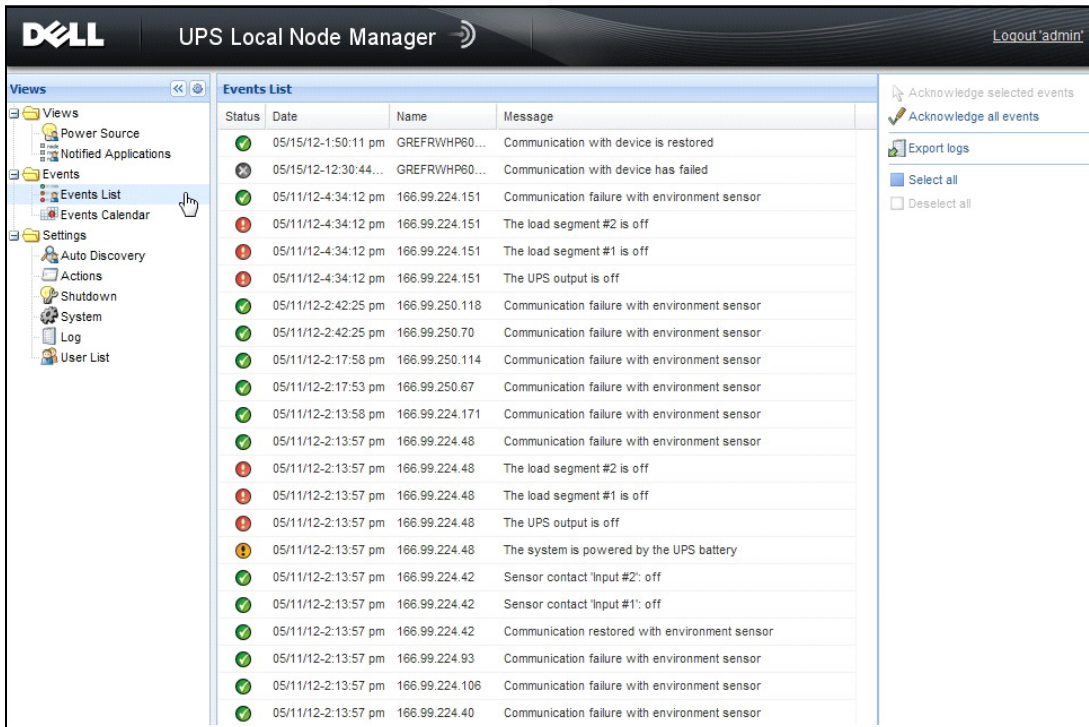 DELL
UPS Local Node Manager
Logout 'admin'
Views
Views
Power Source
Notified Applications
Events
Events List
Events Calendar
Settings
Auto Discovery
Actions
Shutdown
System
Log
User List
Events List
Status Date Name Message
05/15/12-1:50:11 pm GREFRWHP60... Communication with device is restored
05/15/12-12:30:44... GREFRWHP60... Communication with device has failed
05/11/12-4:34:12 pm 166.99.224.151 Communication failure with environment sensor
05/11/12-4:34:12 pm 166.99.224.151 The load segment #2 is off
05/11/12-4:34:12 pm 166.99.224.151 The load segment #1 is off
05/11/12-4:34:12 pm 166.99.224.151 The UPS output is off
05/11/12-2:42:25 pm 166.99.250.118 Communication failure with environment sensor
05/11/12-2:42:25 pm 166.99.250.70 Communication failure with environment sensor
05/11/12-2:17:58 pm 166.99.250.114 Communication failure with environment sensor
05/11/12-2:17:53 pm 166.99.250.67 Communication failure with environment sensor
05/11/12-2:13:58 pm 166.99.224.171 Communication failure with environment sensor
05/11/12-2:13:57 pm 166.99.224.48 Communication failure with environment sensor
05/11/12-2:13:57 pm 166.99.224.48 The load segment #2 is off
05/11/12-2:13:57 pm 166.99.224.48 The load segment #1 is off
05/11/12-2:13:57 pm 166.99.224.48 The UPS output is off
05/11/12-2:13:57 pm 166.99.224.48 The system is powered by the UPS battery
05/11/12-2:13:57 pm 166.99.224.42 Sensor contact 'Input #2': off
05/11/12-2:13:57 pm 166.99.224.42 Sensor contact 'Input #1': off
05/11/12-2:13:57 pm 166.99.224.42 Communication restored with environment sensor
05/11/12-2:13:57 pm 166.99.224.93 Communication failure with environment sensor
05/11/12-2:13:57 pm 166.99.224.106 Communication failure with environment sensor
05/11/12-2:13:57 pm 166.99.224.40 Communication failure with environment sensor
Acknowledge selected events
Acknowledge all events
Export logs
Select all
Deselect all